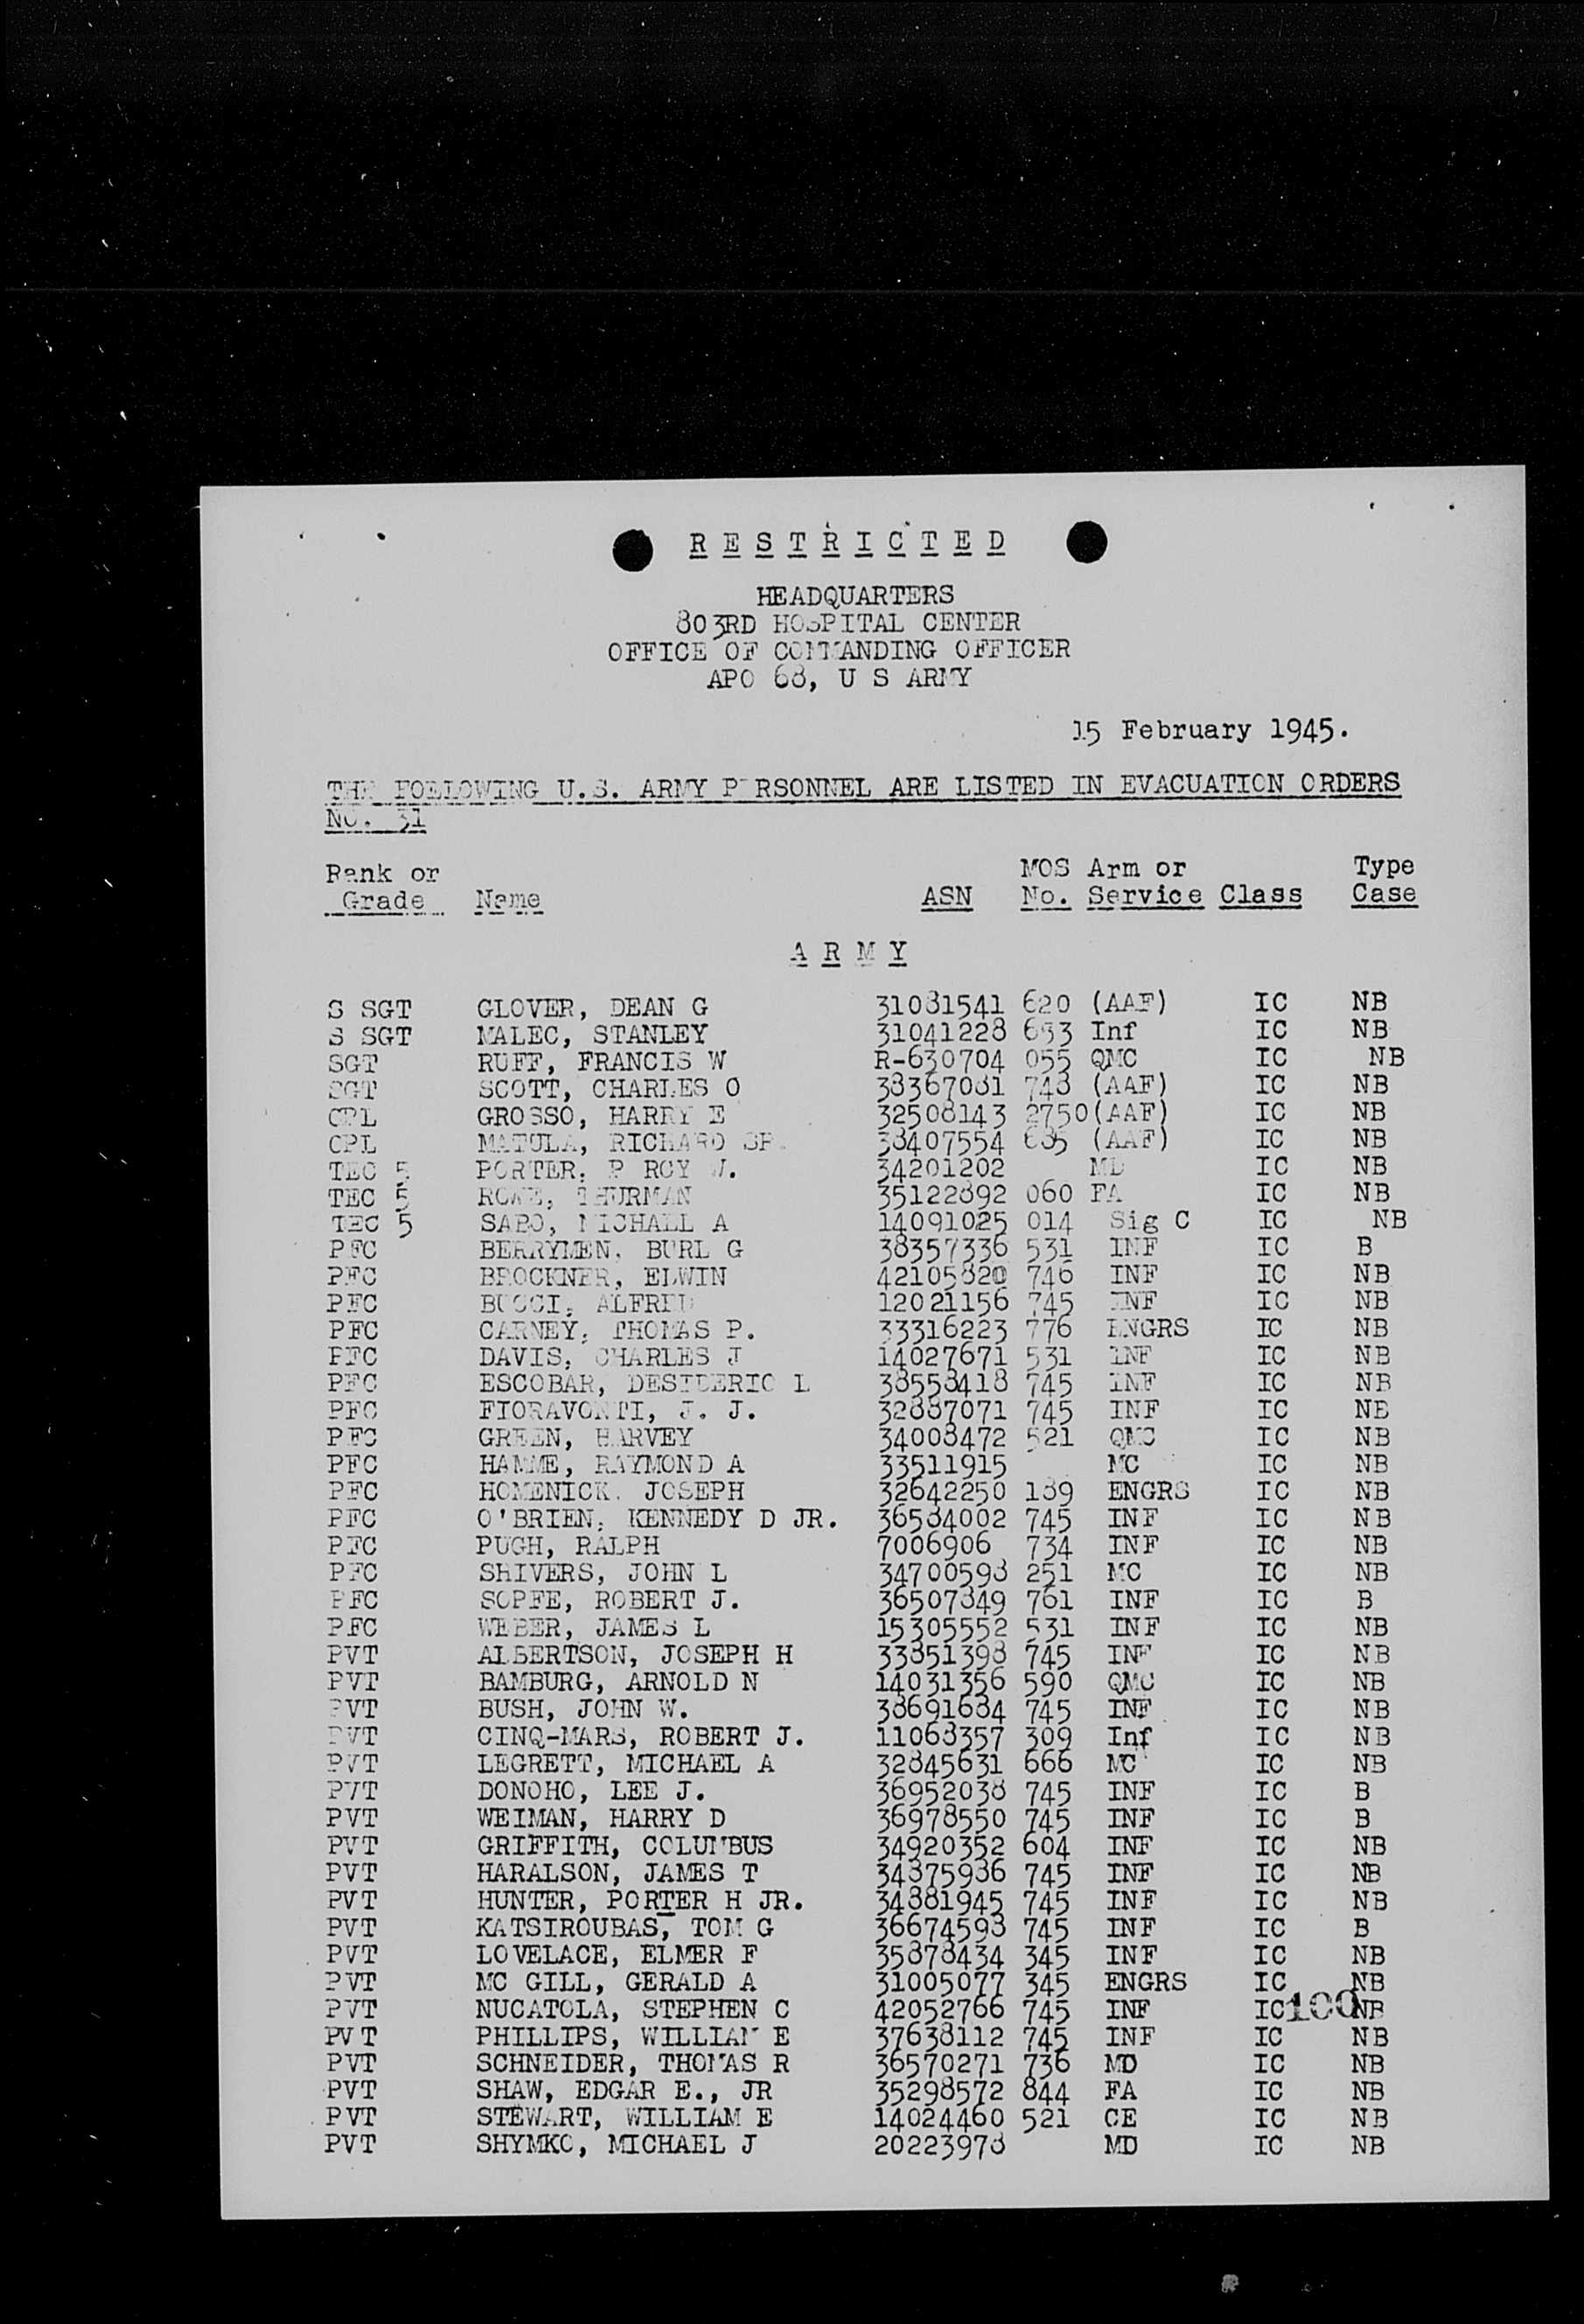 RESTRICTED
HEADQUARTERS
803RD HOSPITAL CENTER
OFFICE OF COMMANDING OFFICER
APO 68, U S ARMY
15 February 1945.
THE FOLLOWING U.S. ARMY PERSONNEL ARE LISTED IN EVACUATION ORDERS
NO. 31
MOS Arm or Type
Rank or
Grade Name ASN No. Service Class Case
ARMY
S SGT GLOVER, DEAN G 31081541 620 (AAF) IC NB
S SGT MALEC, STANLEY 31041228 653 Inf IC NB
SGT RUFF, FRANCIS W R-630704 055 QMC IC NB
SGT SCOTT, CHARLES O 38367081 748 (AAF) IC NB
CPL GROSSO, HARRY E 32508143 2750 (AAF) IC NB
CPL MATULA, RICHARD SR. 38407554 685 (AAF) IC NB
TEC 5 PORTER, P ROY W. 34201202 MD IC NB
TEC 5 ROWE, THURMAN 35122892 060 FA IC NB
TEC 5 SABO, MICHALL A 14091025 014 Sig C IC NB
PFC BERRYMEN, BURL G 38357336 531 INF IC B
PFC BROCKNER, ELWIN 42105820 746 INF IC NB
PFC BUCCI, ALFRED 12021156 745 INF IC NB
PFC CARNEY, THOMAS P. 33316223 776 ENGRS IC NB
PFC DAVIS, CHARLES J 14027671 531 INF IC NB
PFC ESCOBAR, DESIDERIO L 38558418 745 INF IC NB
PFC FIORAVONTI, J. J. 32887071 745 INF IC NB
PFC GREEN, HARVEY 34008472 521 QMC IC NB
PFC HAMME, RAYMOND A 33511915 MC IC NB
PFC HOMENICK, JOSEPH 32642250 189 ENGRS IC NB
PFC O'BRIEN, KENNEDY D JR. 36584002 745 INF IC NB
PFC PUGH, RALPH 7006906 734 INF IC NB
PFC SHIVERS, JOHN L 34700598 251 MC IC NB
PFC SOPFE, ROBERT J. 36507849 761 INF IC B
PFC WEBER, JAMES L 15305552 531 INF IC NB
PVT ALBERTSON, JOSEPH H 33851398 745 INF IC NB
PVT BAMBURG, ARNOLD N 14031356 590 QMC IC NB
PVT BUSH, JOHN W. 38691684 745 INF IC NB
PVT CINQ-MARS, ROBERT J. 11068357 309 Inf IC NB
PVT LEGRETT, MICHAEL A 32845631 666 MC IC NB
PVT DONOHO, LEE J. 36952038 745 INF IC B
PVT WEIMAN, HARRY D 36978550 745 INF IC B
PVT GRIFFITH, COLUMBUS 34920352 604 INF IC NB
PVT HARALSON, JAMES T 34875986 745 INF IC NB
PVT HUNTER, PORTER H JR. 34881945 745 INF IC NB
PVT KATSIROUBAS, TOM G 36674598 745 INF IC B
PVT LOVELACE, ELMER F 35878434 345 INF IC NB
PVT MC GILL, GERALD A 31005077 345 ENGRS IC NB
PVT NUCATOLA, STEPHEN C 42052766 745 INF IC 100 NB
PVT PHILLIPS, WILLIAM E 37638112 745 INF IC NB
PVT SCHNEIDER, THOMAS R 36570271 736 MD IC NB
PVT SHAW, EDGAR E., JR 35298572 844 FA IC NB
PVT STEWART, WILLIAM E 14024460 521 CE IC NB
PVT SHYMKO, MICHAEL J 20223978 MD IC NB